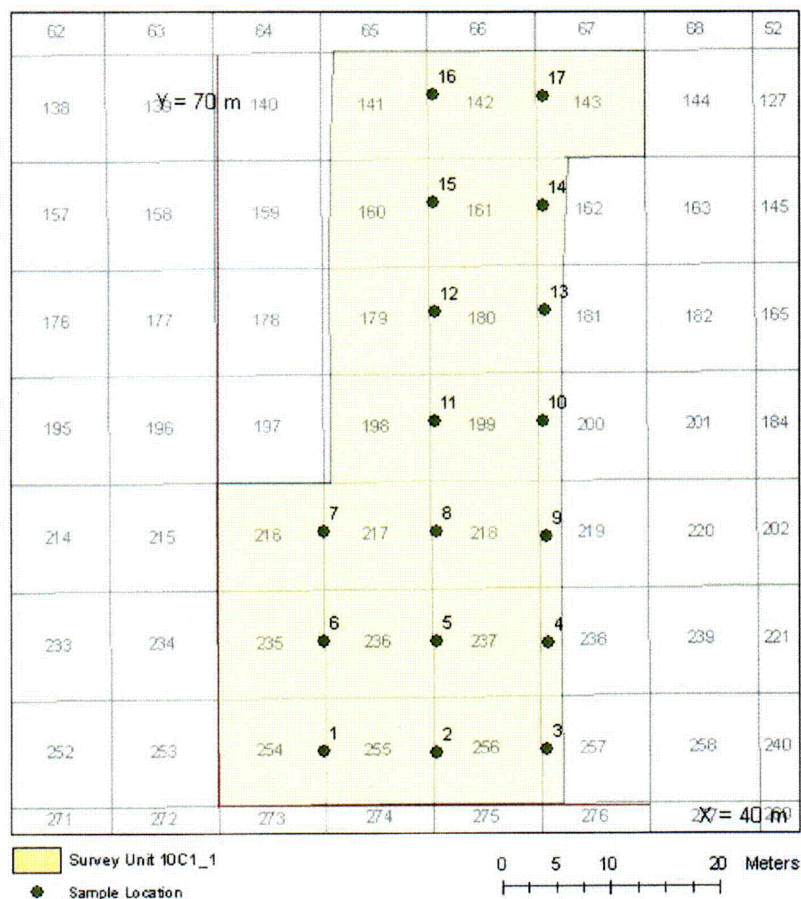 62 63 64 65 66 67 68 52
16 17
138 139 Y = 70 m 140 141 142 143 144 127
15 14
157 158 159 160 161 162 163 145
12 13
176 177 178 179 180 181 182 165
11 10
195 196 197 198 199 200 201 184
7 8 9
214 215 216 217 218 219 220 202
6 5 4
233 234 235 236 237 238 239 221
1 2 3
252 253 254 255 256 257 258 240
271 272 273 274 275 276 X = 40 m
Survey Unit 10C1_1
0 5 10 20 Meters
Sample Location